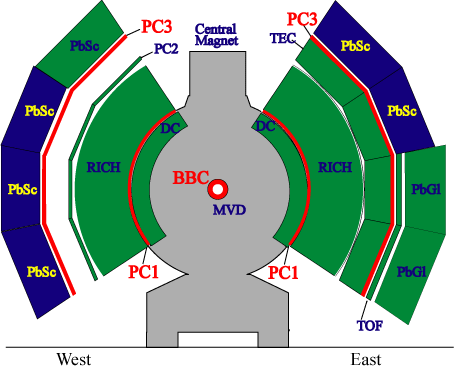 PC3
PbSc
PC2
Central
Magnet
PC3
TEC
PbSc
PbSc
DC
DC
PbSc
RICH
RICH
PbSc
BBC
PbGl
MVD
PbSc
PC1
PC1
PbGl
TOF
West
East